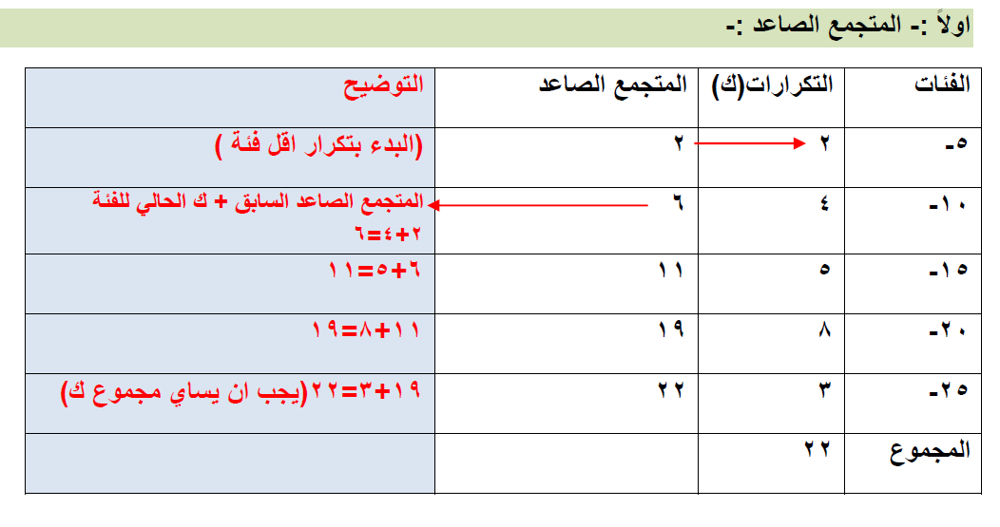 اولاً :- المتجمع الصاعد :-
الفئات التكرارات(ك) المتجمع الصاعد التوضيح
٥- ٢ ٢ (البدء بتكرار اقل فئة )
١٠- ٤ ٦ المتجمع الصاعد السابق + ك الحالي للفئة
٢+٤=٦
١٥- ٥ ١١ ٦+٥=١١
٢٠- ٨ ١٩ ١١+٨=١٩
٢٥- ٣ ٢٢ ١٩+٣=٢٢(يجب ان يساي مجموع ك)
المجموع ٢٢